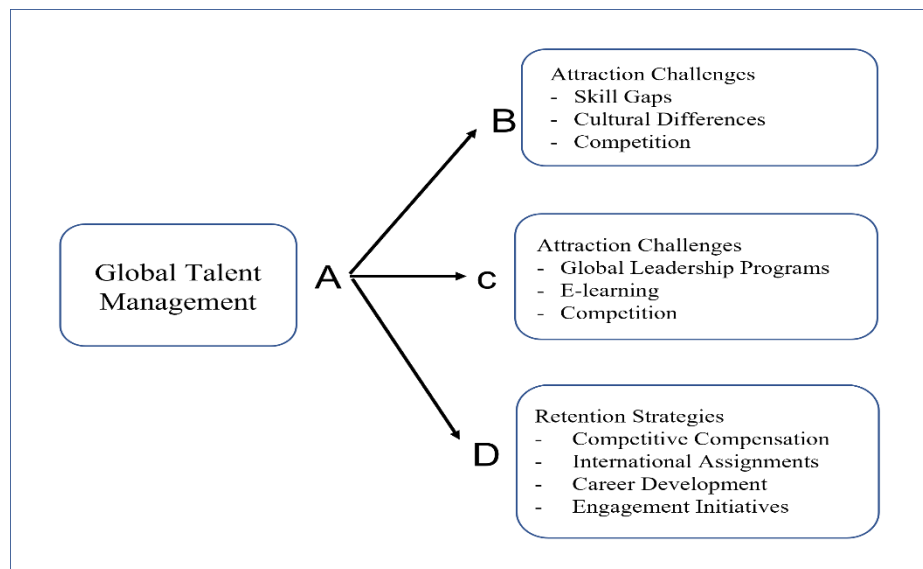 Global Talent
Management
A
B
Attraction Challenges
- Skill Gaps
- Cultural Differences
- Competition
c
Attraction Challenges
- Global Leadership Programs
- E-learning
- Competition
D
Retention Strategies
- Competitive Compensation
- International Assignments
- Career Development
- Engagement Initiatives